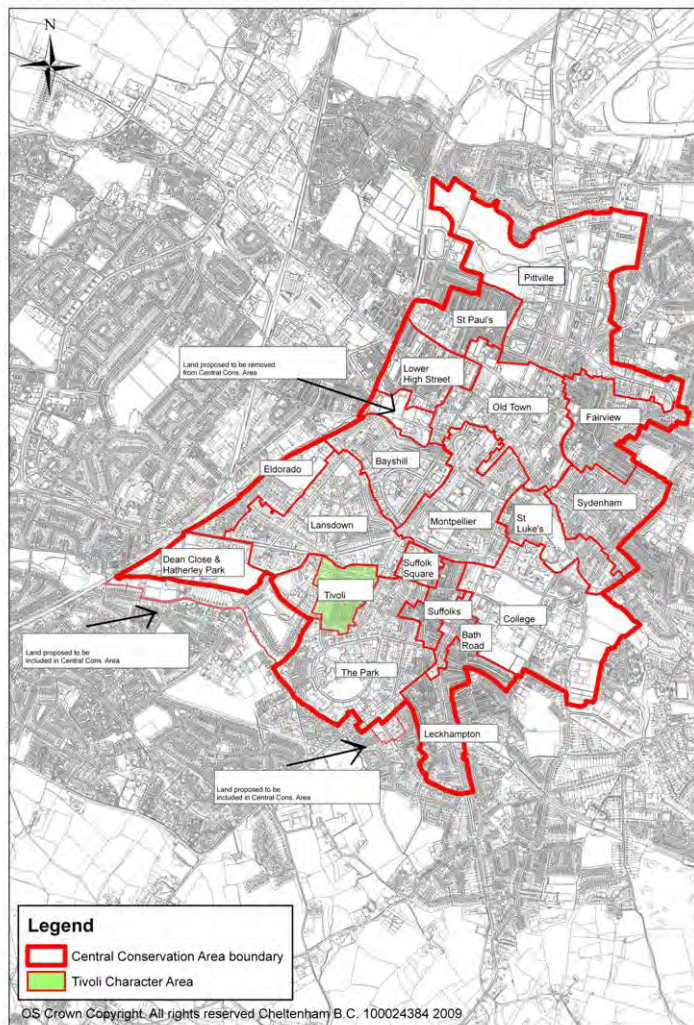 N
Pittville
St Paul's
Land proposed to be removed
from Central Cons. Area
Lower
High Street
Old Town
Fairview
Bayshill
Eldorado
Sydenham
Lansdown
Montpellier
St
Luke's
Dean Close &
Hatherley Park
Suffolk
Square
Tivoli
Suffolks
College
Bath
Road
Land proposed to be
included in Central Cons. Area
The Park
Leckhampton
Land proposed to be
included in Central Cons. Area
Legend
Central Conservation Area boundary
Tivoli Character Area
OS Crown Copyright. All rights reserved Cheltenham B.C. 100024384 2009